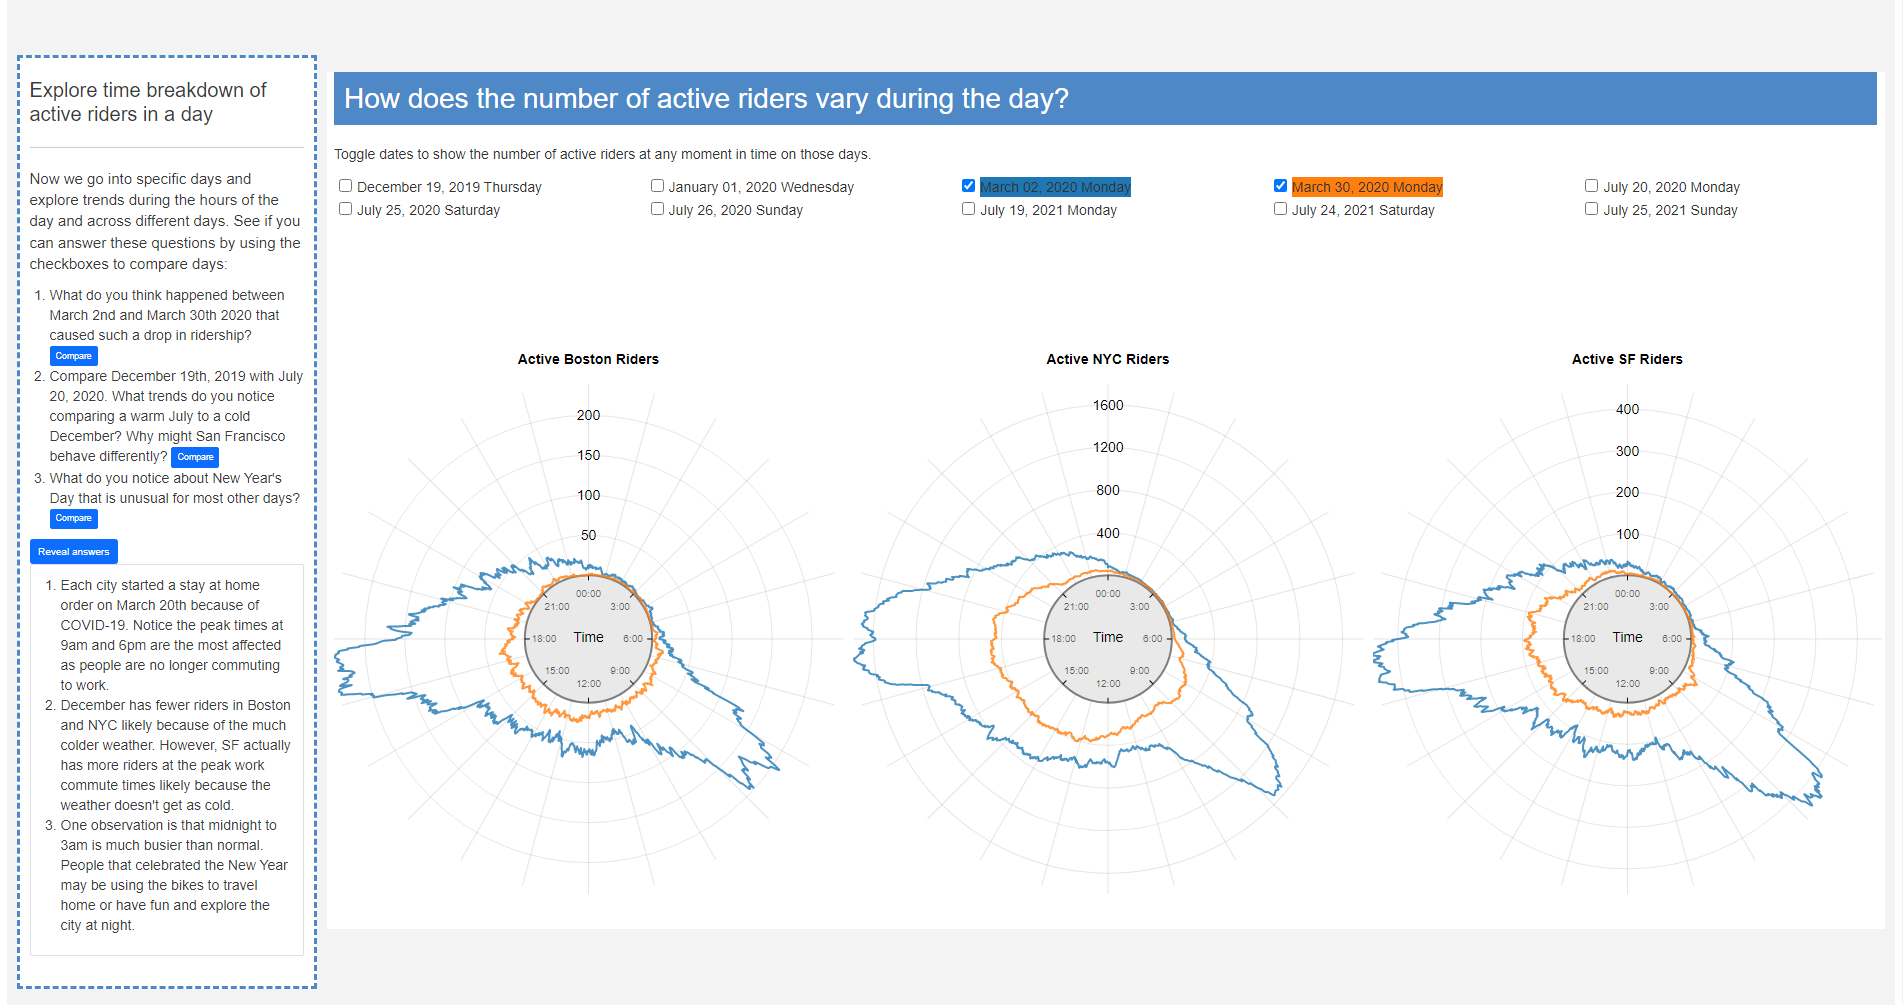 Explore time breakdown of
active riders in a day
Now we go into specific days and
explore trends during the hours of the
day and across different days. See if you
can answer these questions by using the
checkboxes to compare days:
1. What do you think happened between
March 2nd and March 30th 2020 that
caused such a drop in ridership?
Compare
2. Compare December 19th, 2019 with July
20, 2020. What trends do you notice
comparing a warm July to a cold
December? Why might San Francisco
behave differently? Compare
3. What do you notice about New Year's
Day that is unusual for most other days?
Compare
Reveal answers
1. Each city started a stay at home
order on March 20th because of
COVID-19. Notice the peak times at
9am and 6pm are the most affected
as people are no longer commuting
to work.
2. December has fewer riders in Boston
and NYC likely because of the much
colder weather. However, SF actually
has more riders at the peak work
commute times likely because the
weather doesn't get as cold.
3. One observation is that midnight to
3am is much busier than normal.
People that celebrated the New Year
may be using the bikes to travel
home or have fun and explore the
city at night.
How does the number of active riders vary during the day?
Toggle dates to show the number of active riders at any moment in time on those days.
December 19, 2019 Thursday
January 01, 2020 Wednesday
March 02, 2020 Monday
March 30, 2020 Monday
July 20, 2020 Monday
July 25, 2020 Saturday
July 26, 2020 Sunday
July 19, 2021 Monday
July 24, 2021 Saturday
July 25, 2021 Sunday
Active Boston Riders
200
150
100
50
00:00
21:00 3:00
18:00 Time 6:00
15:00 9:00
12:00
Active NYC Riders
1600
1200
800
400
00:00
21:00 3:00
18:00 Time 6:00
15:00 9:00
12:00
Active SF Riders
400
300
200
100
00:00
21:00 3:00
18:00 Time 6:00
15:00 9:00
12:00